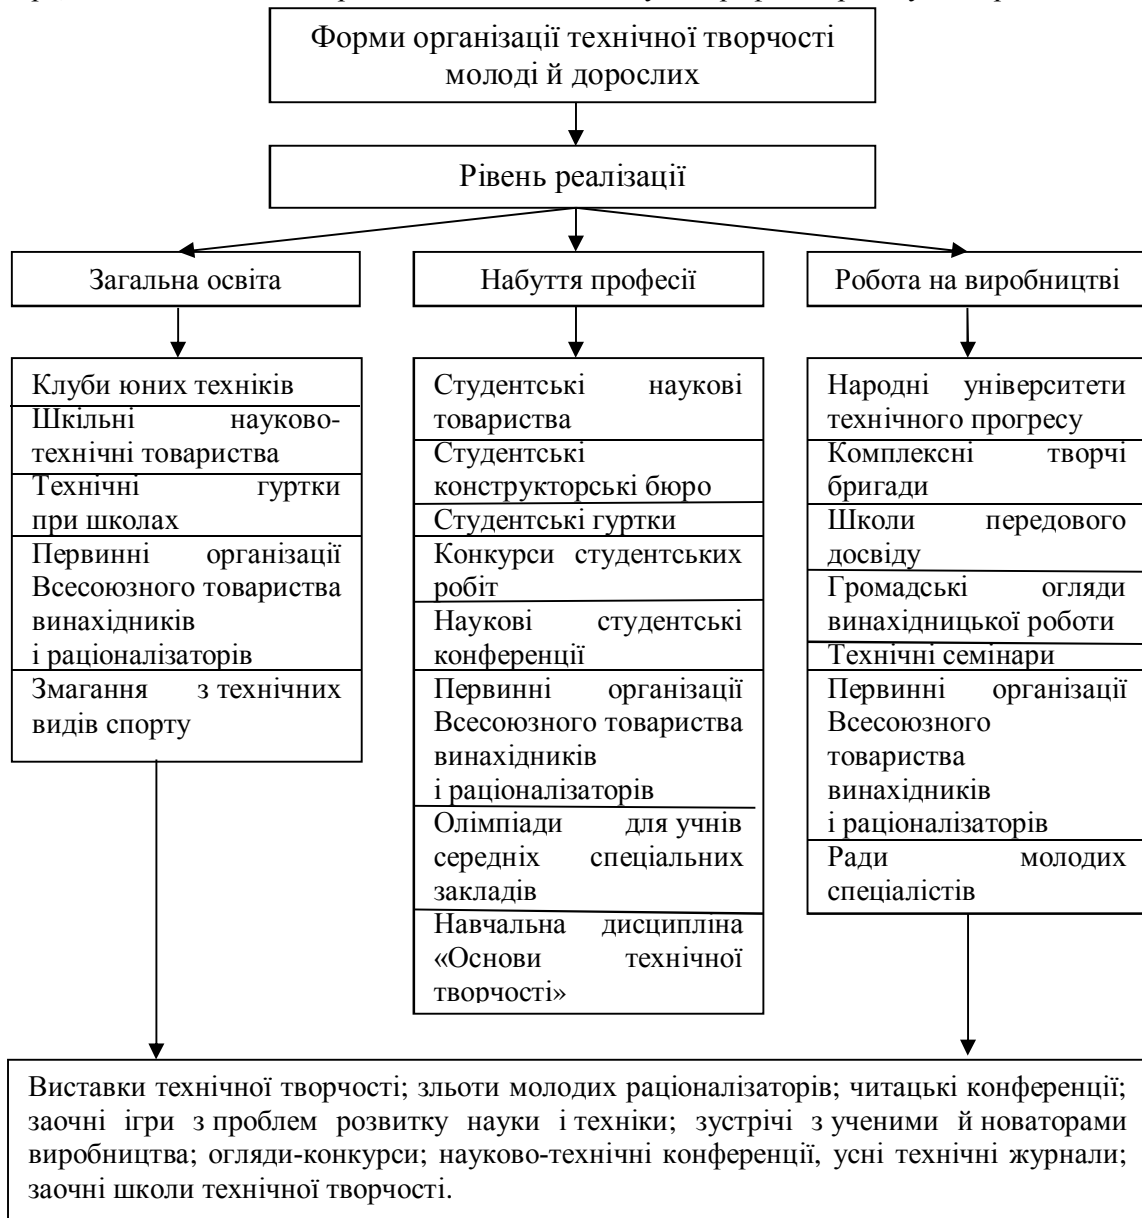 Форми організації технічної творчості
молоді й дорослих
Рівень реалізації
Загальна освіта
Набуття професії
Робота на виробництві
Клуби юних техніків
Шкільні науково-
технічні товариства
Технічні гуртки
при школах
Первинні організації
Всесоюзного товариства
винахідників
і раціоналізаторів
Змагання з технічних
видів спорту
Студентські наукові
товариства
Студентські
конструкторські бюро
Студентські гуртки
Конкурси студентських
робіт
Наукові студентські
конференції
Первинні організації
Всесоюзного товариства
винахідників
і раціоналізаторів
Олімпіади для учнів
середніх спеціальних
закладів
Навчальна дисципліна
«Основи технічної
творчості»
Народні університети
технічного прогресу
Комплексні творчі
бригади
Школи передового
досвіду
Громадські огляди
винахідницької роботи
Технічні семінари
Первинні організації
Всесоюзного
товариства
винахідників
і раціоналізаторів
Ради молодих
спеціалістів
Виставки технічної творчості; зльоти молодих раціоналізаторів; читацькі конференції;
заочні ігри з проблем розвитку науки і техніки; зустрічі з ученими й новаторами
виробництва; огляди-конкурси; науково-технічні конференції, усні технічні журнали;
заочні школи технічної творчості.